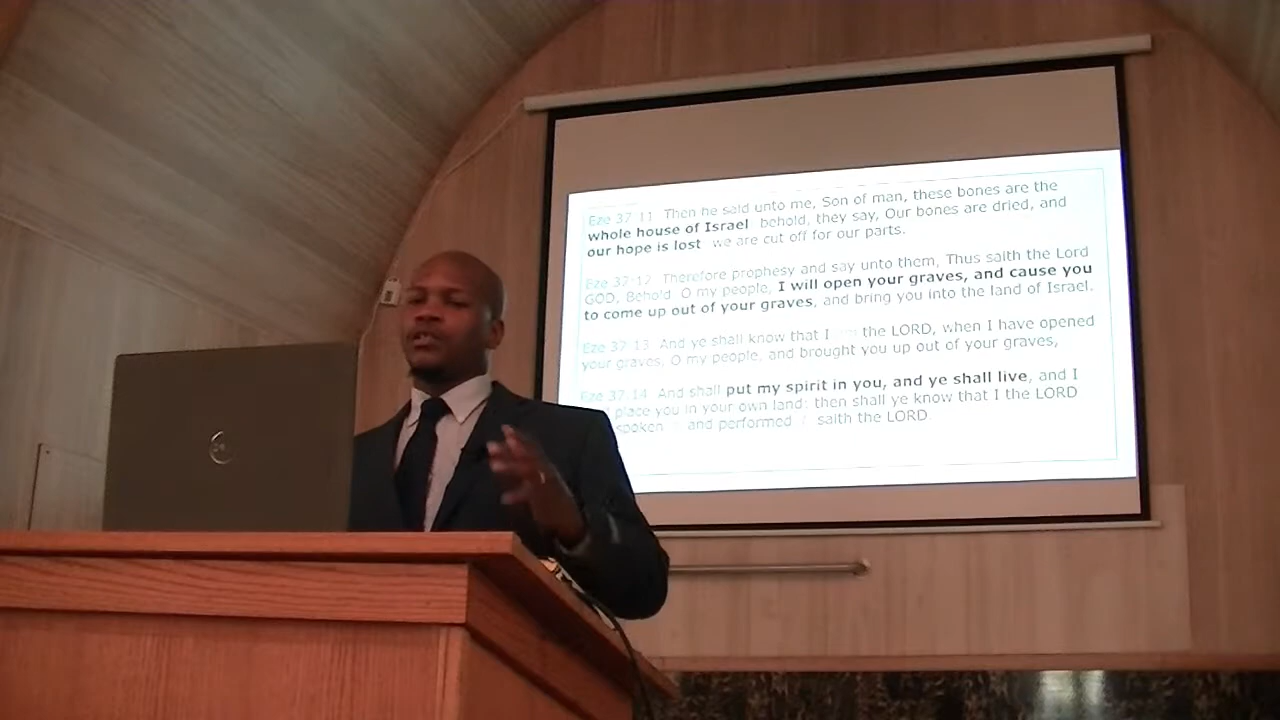 Eze 37:11 Then he said unto me, Son of man, these bones are the
whole house of Israel behold, they say, Our bones are dried, and
our hope is lost we are cut off for our parts.
Eze 37:12 Therefore prophesy and say unto them, Thus saith the Lord
GOD, Behold O my people, I will open your graves, and cause you
to come up out of your graves, and bring you into the land of Israel.
Eze 37:13 And ye shall know that I am the LORD, when I have opened
your graves, O my people, and brought you up out of your graves,
Eze 37:14 And shall put my spirit in you, and ye shall live, and I
place you in your own land: then shall ye know that I the LORD
spoken it and performed it saith the LORD
DELL